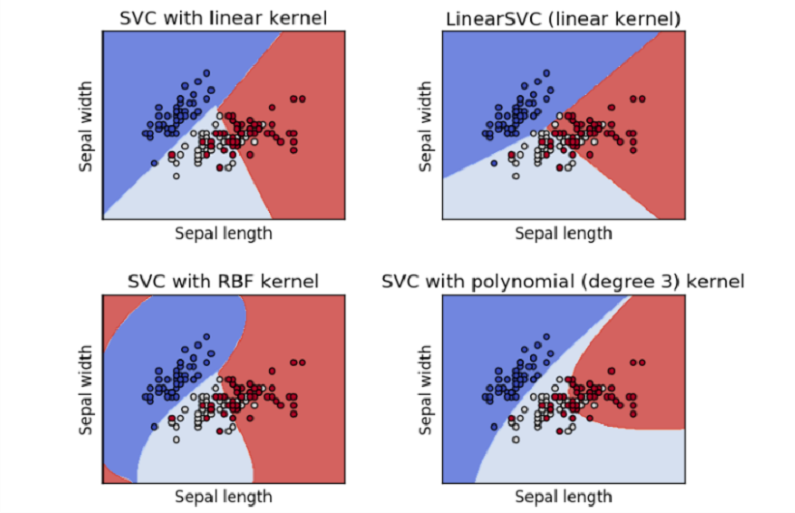 SVC with linear kernel
LinearSVC (linear kernel)
Sepal width
Sepal width
Sepal length
Sepal length
SVC with RBF kernel
SVC with polynomial (degree 3) kernel
Sepal width
Sepal width
Sepal length
Sepal length